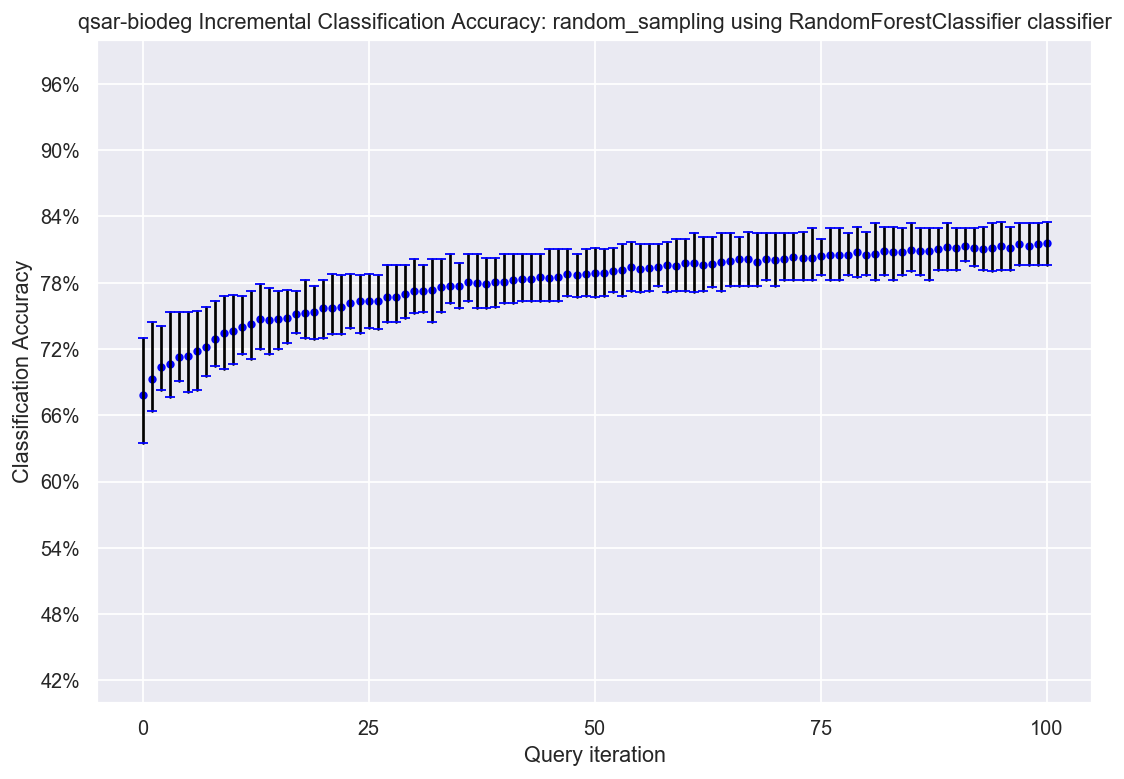 qsar-biodeg Incremental Classification Accuracy: random_sampling using RandomForestClassifier classifier
96%
90%
84%
78%
72%
66%
60%
54%
48%
42%
Classification Accuracy
0 25 50 75 100
Query iteration